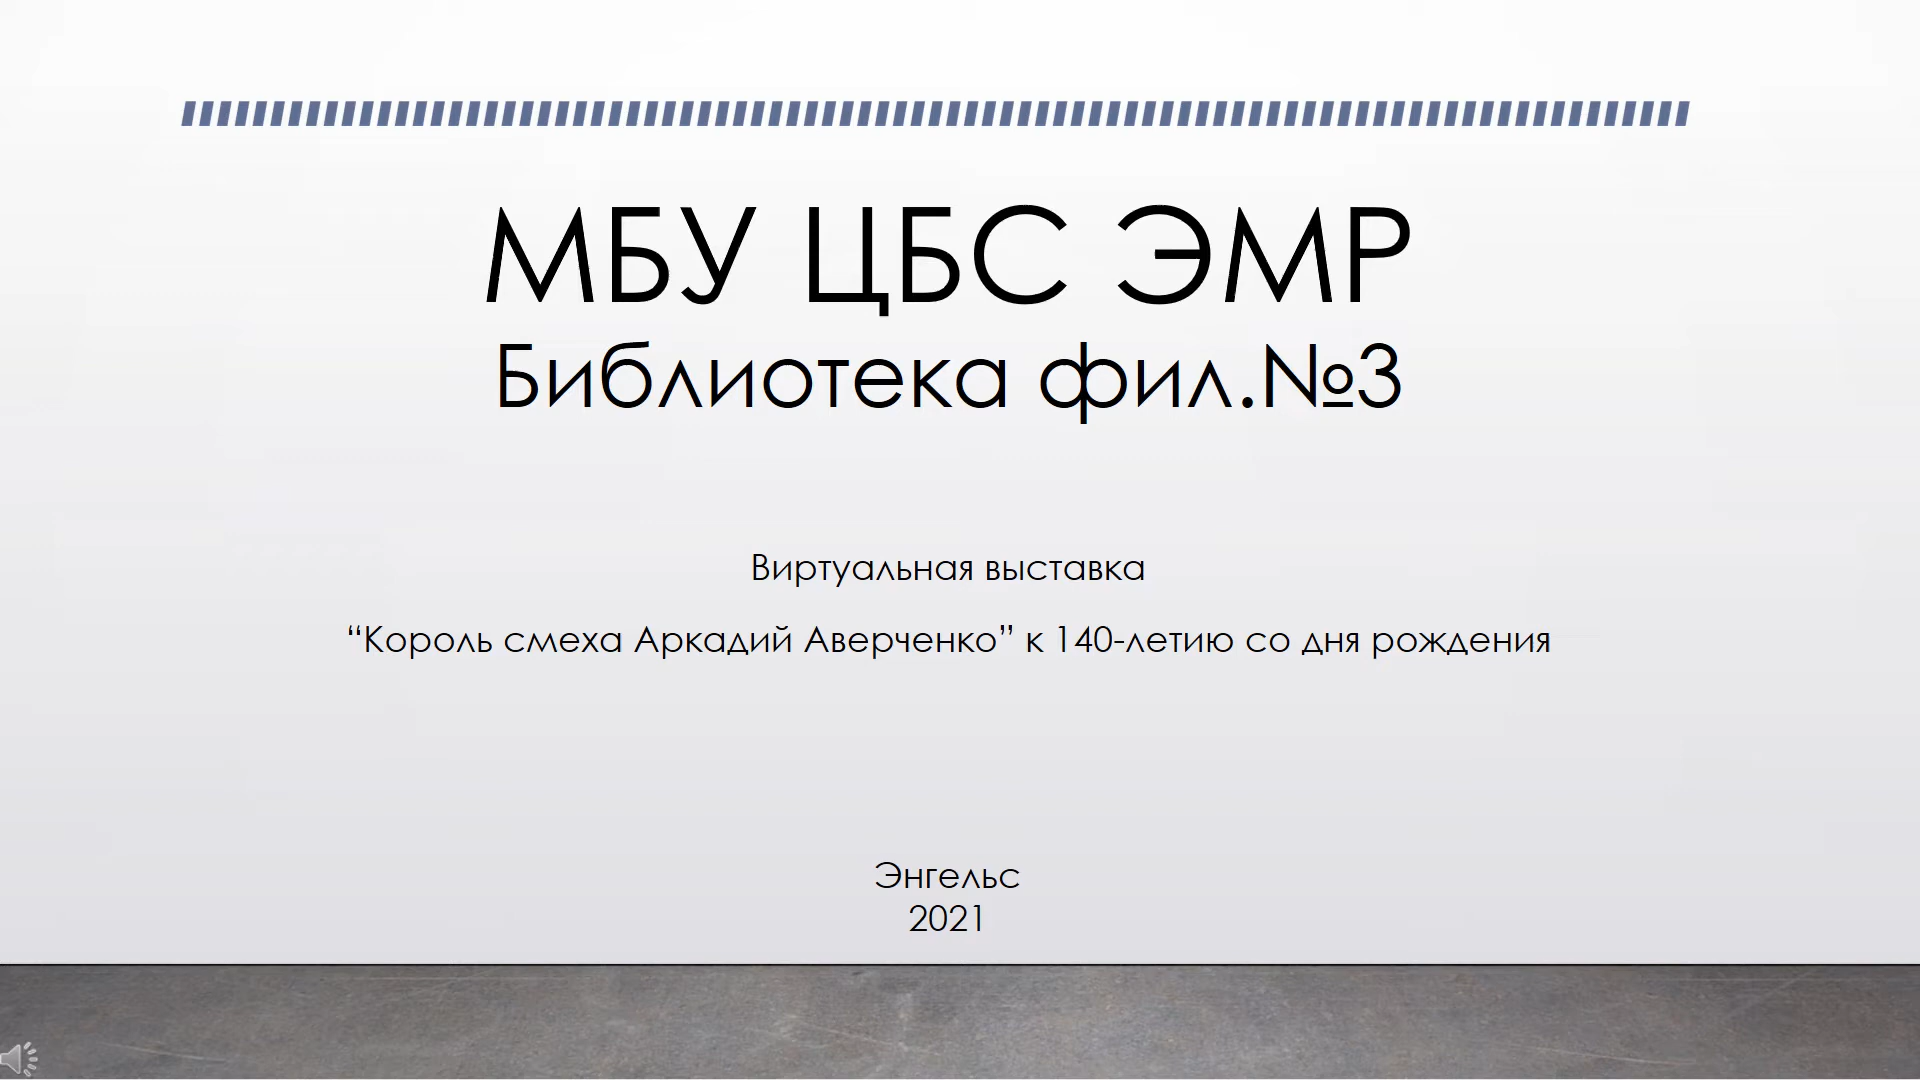 МБУ ЦБС ЭМР
Библиотека фил.№3
Виртуальная выставка
“Король смеха Аркадий Аверченко” к 140-летию со дня рождения
Энгельс
2021